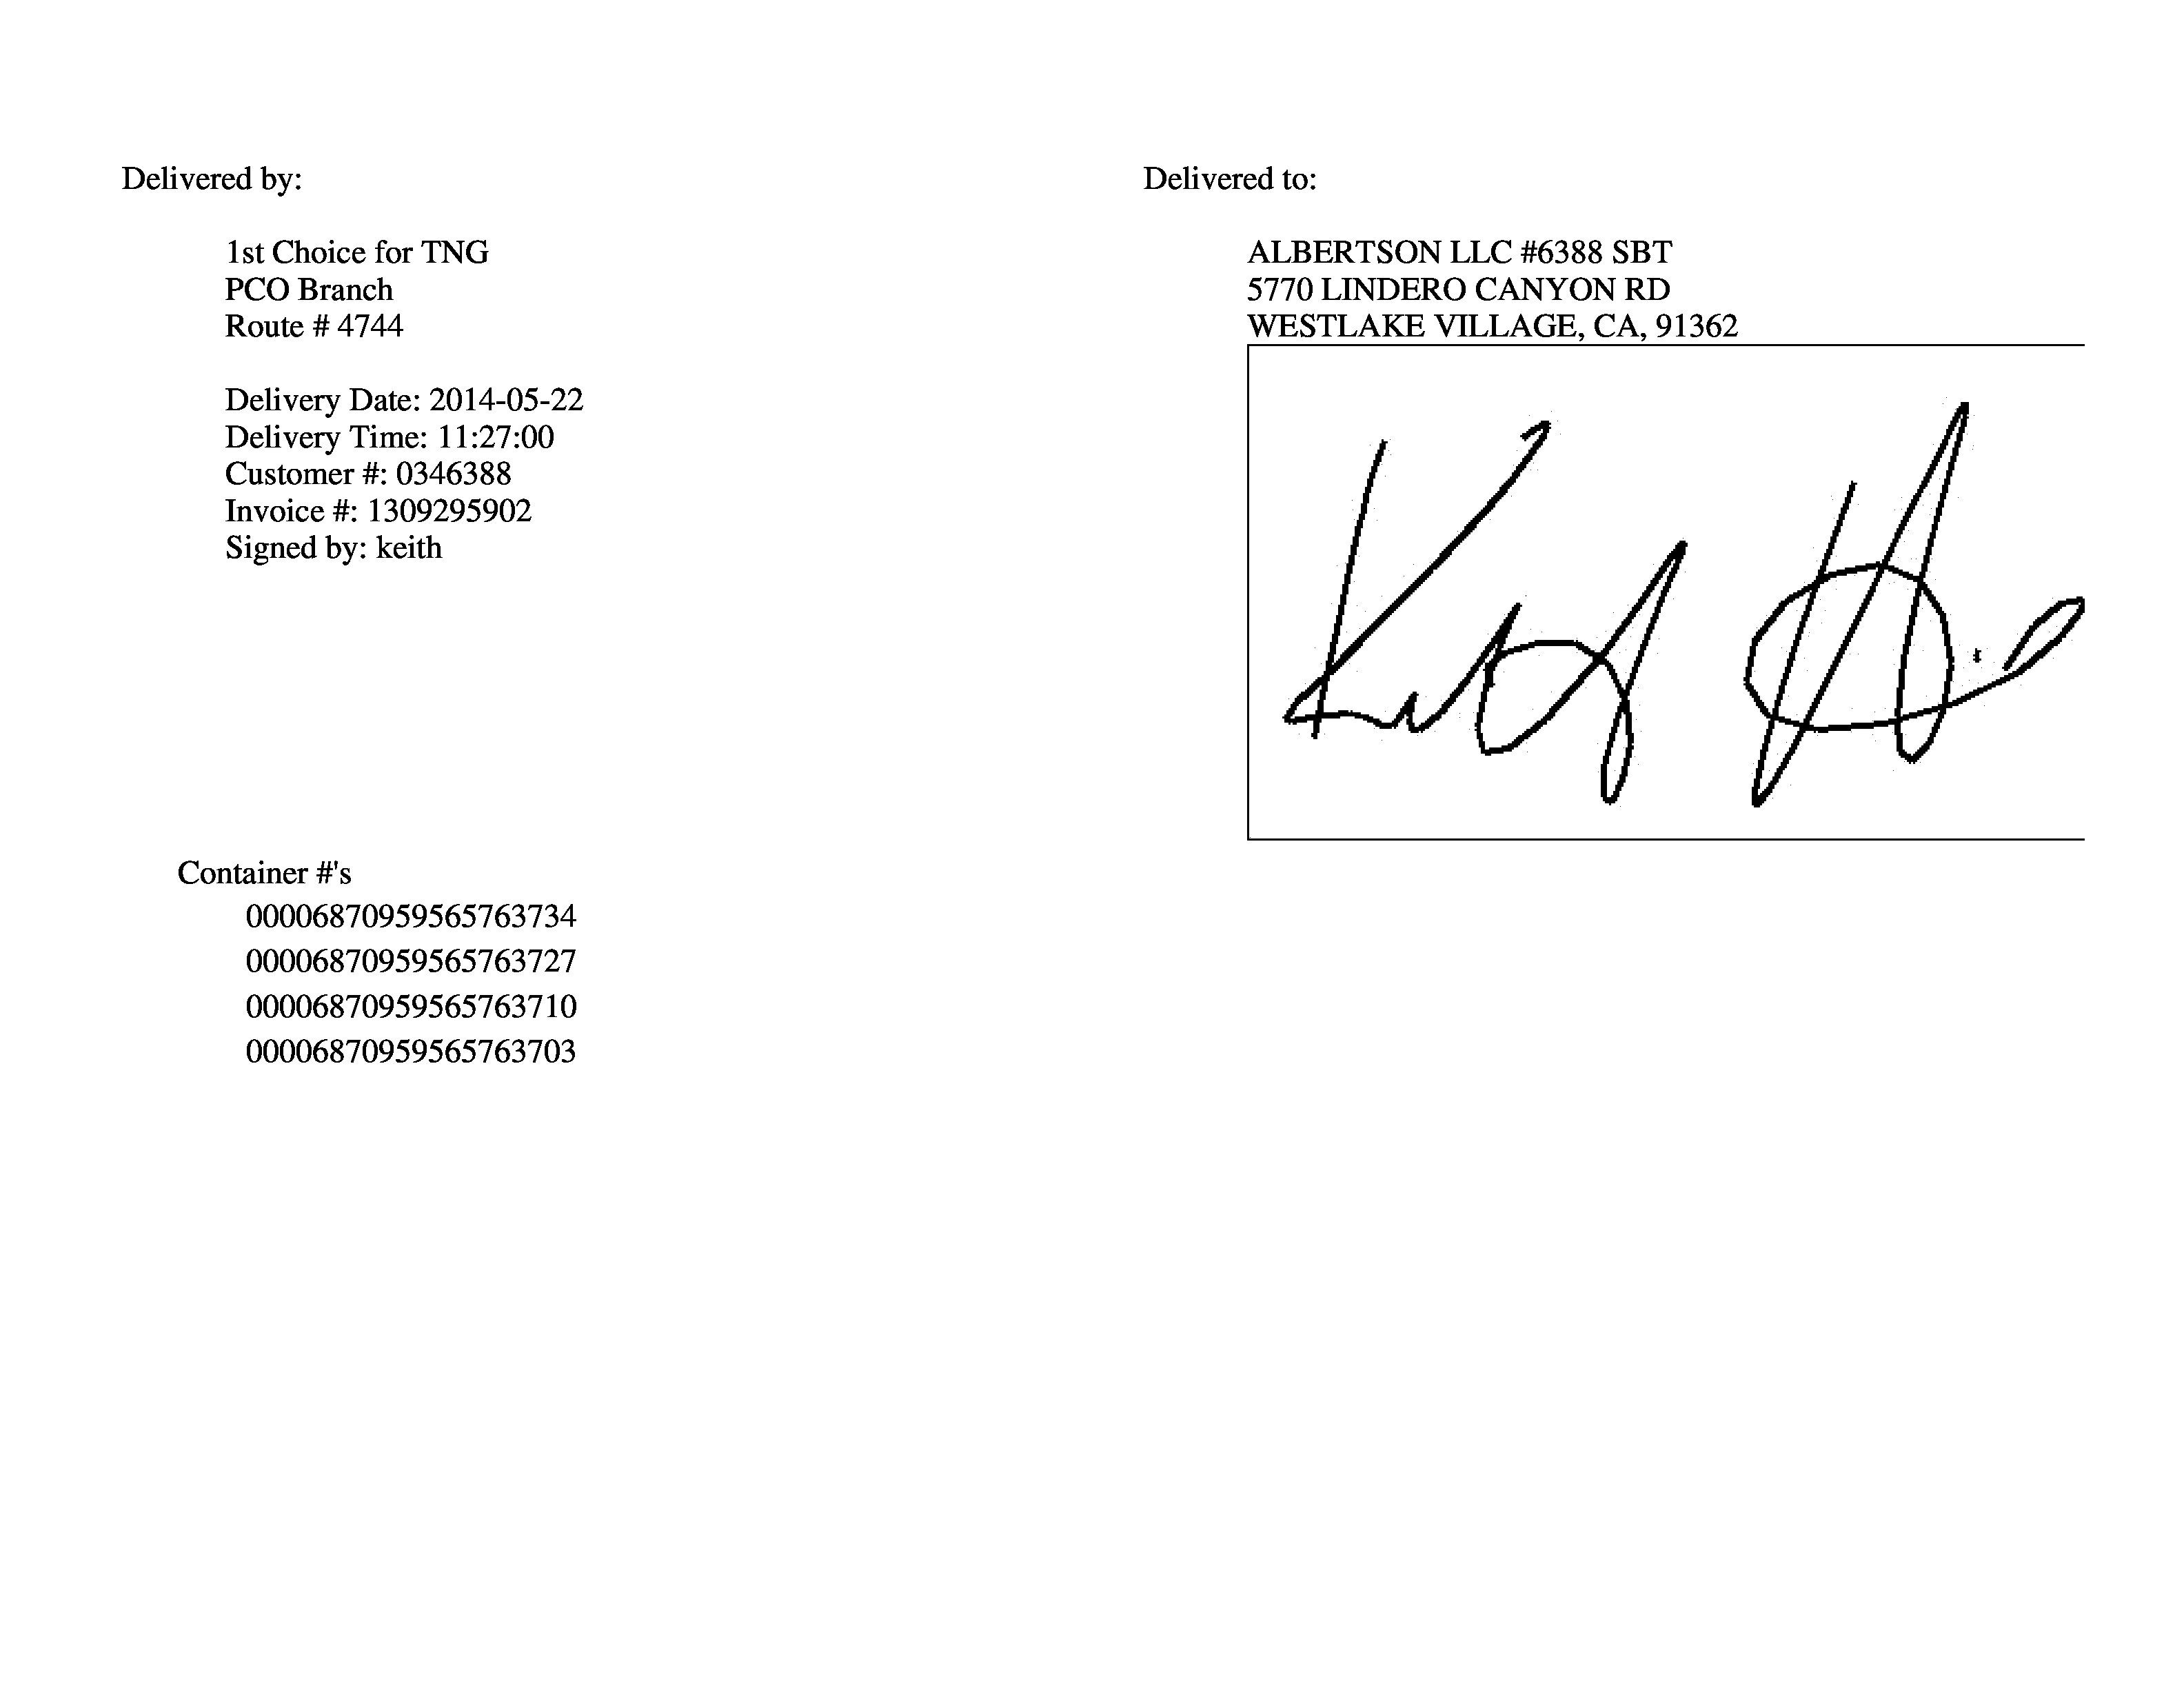 Delivered by:
1st Choice for TNG
PCO Branch
Route # 4744
Delivery Date: 2014-05-22
Delivery Time: 11:27:00
Customer #: 0346388
Invoice #: 1309295902
Signed by: keith
Delivered to:
ALBERTSON LLC #6388 SBT
5770 LINDERO CANYON RD
WESTLAKE VILLAGE, CA, 91362
Container #'s
00006870959565763734
00006870959565763727
00006870959565763710
00006870959565763703